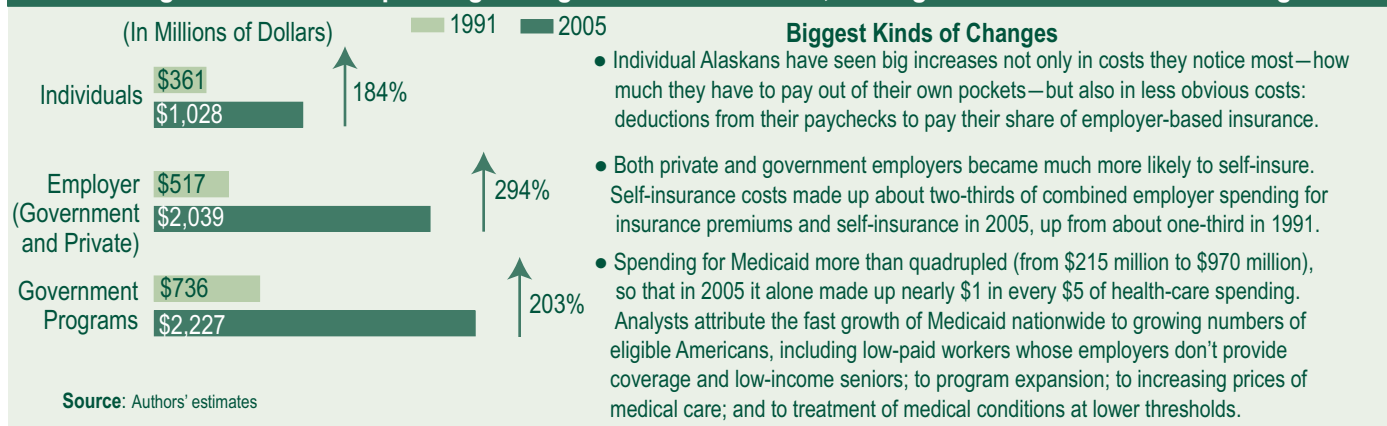 (In Millions of Dollars)
1991
2005
Individuals
$361
$1,028
184%
Employer
(Government
and Private)
$517
$2,039
294%
Government
Programs
$736
$2,227
203%
Source: Authors' estimates
Biggest Kinds of Changes
● Individual Alaskans have seen big increases not only in costs they notice most—how
much they have to pay out of their own pockets—but also in less obvious costs:
deductions from their paychecks to pay their share of employer-based insurance.
● Both private and government employers became much more likely to self-insure.
Self-insurance costs made up about two-thirds of combined employer spending for
insurance premiums and self-insurance in 2005, up from about one-third in 1991.
● Spending for Medicaid more than quadrupled (from $215 million to $970 million),
so that in 2005 it alone made up nearly $1 in every $5 of health-care spending.
Analysts attribute the fast growth of Medicaid nationwide to growing numbers of
eligible Americans, including low-paid workers whose employers don't provide
coverage and low-income seniors; to program expansion; to increasing prices of
medical care; and to treatment of medical conditions at lower thresholds.